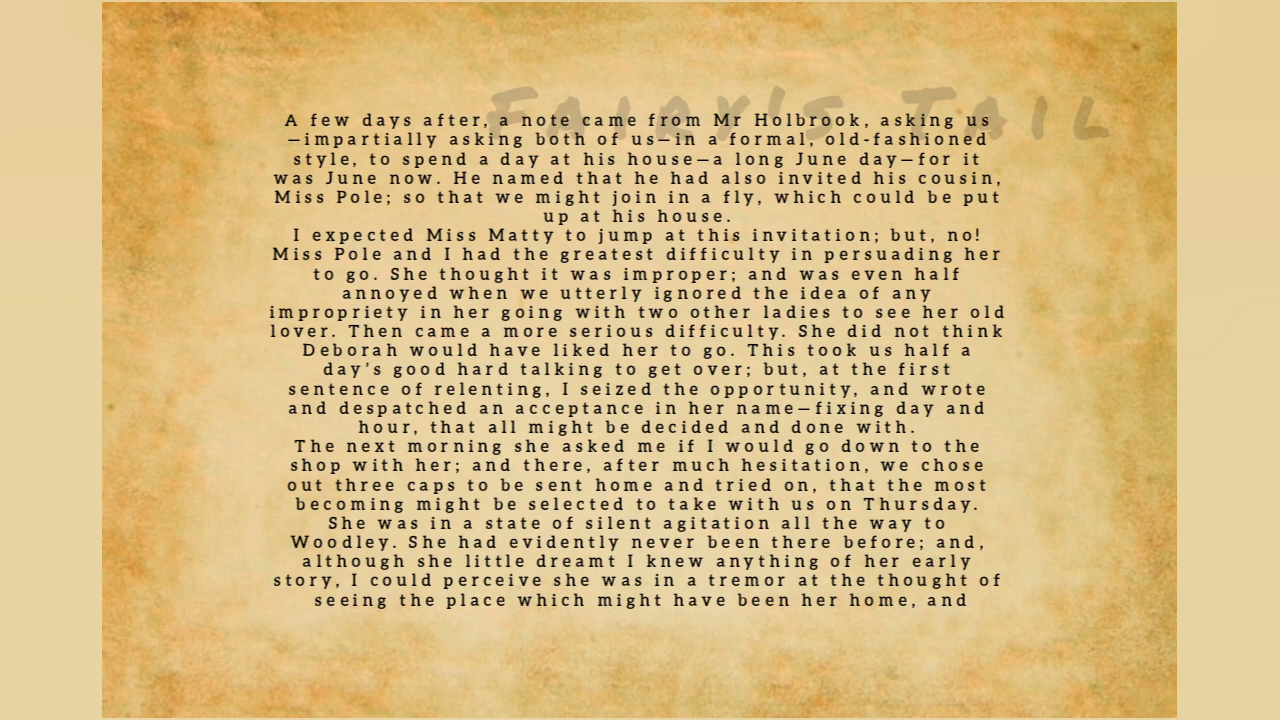 Fairy's Tail
A few days after, a note came from Mr Holbrook, asking us
—impartially asking both of us—in a formal, old-fashioned
style, to spend a day at his house—a long June day—for it
was June now. He named that he had also invited his cousin,
Miss Pole; so that we might join in a fly, which could be put
up at his house.
I expected Miss Matty to jump at this invitation; but, no!
Miss Pole and I had the greatest difficulty in persuading her
to go. She thought it was improper; and was even half
annoyed when we utterly ignored the idea of any
impropriety in her going with two other ladies to see her old
lover. Then came a more serious difficulty. She did not think
Deborah would have liked her to go. This took us half a
day's good hard talking to get over; but, at the first
sentence of relenting, I seized the opportunity, and wrote
and despatched an acceptance in her name—fixing day and
hour, that all might be decided and done with.
The next morning she asked me if I would go down to the
shop with her; and there, after much hesitation, we chose
out three caps to be sent home and tried on, that the most
becoming might be selected to take with us on Thursday.
She was in a state of silent agitation all the way to
Woodley. She had evidently never been there before; and,
although she little dreamt I knew anything of her early
story, I could perceive she was in a tremor at the thought of
seeing the place which might have been her home, and